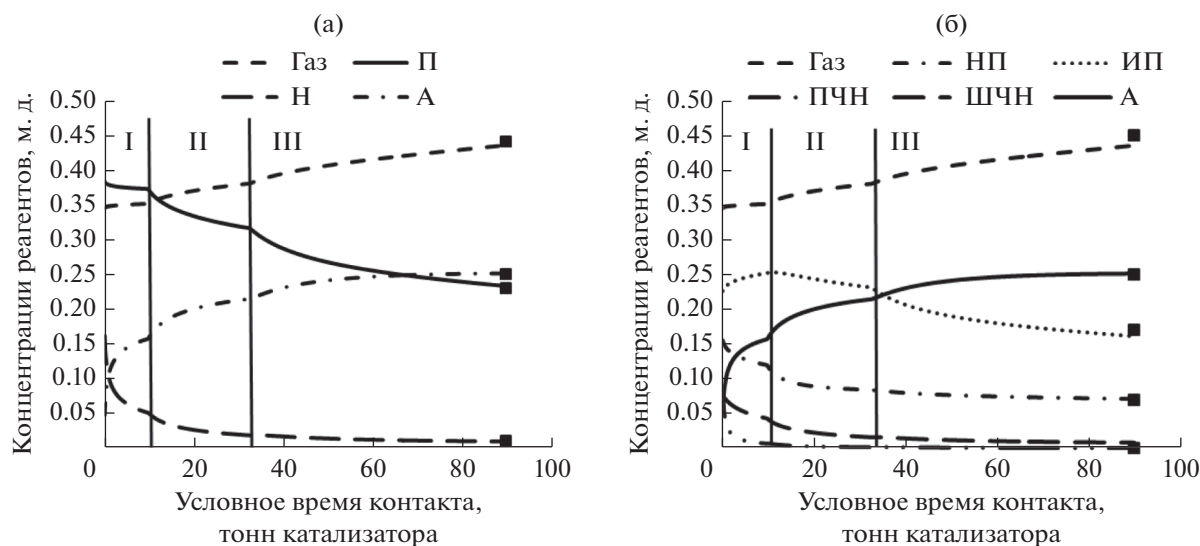 (а)
Газ П
Н А
Концентрации реагентов, м. д.
0.50
0.45
0.40
0.35
0.30
0.25
0.20
0.15
0.10
0.05
I II III
0 20 40 60 80 100
Условное время контакта,
тонн катализатора
(б)
Газ НП ИП
ПЧН ШЧН А
Концентрации реагентов, м. д.
0.50
0.45
0.40
0.35
0.30
0.25
0.20
0.15
0.10
0.05
I II III
0 20 40 60 80 100
Условное время контакта,
тонн катализатора